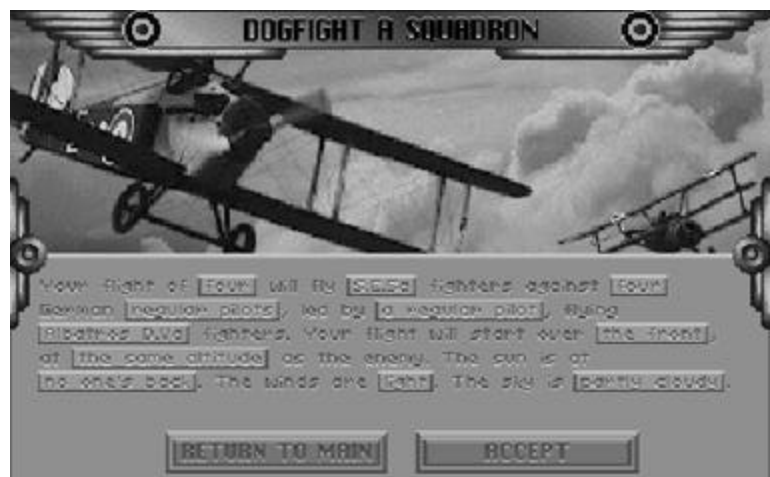 DOGFIGHT A SQUADRON
Your flight of four will fly S.E.5a fighters against four
German regular pilots, led by a regular pilot, flying
Albatros D.Va fighters. Your flight will start over the front,
at the same altitude as the enemy. The sun is at
no one's back. The winds are light. The sky is partly cloudy.
RETURN TO MAIN
ACCEPT